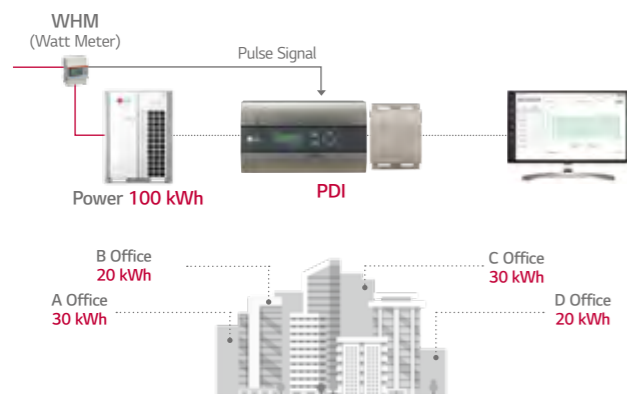 WHM
(Watt Meter)
Pulse Signal
Power 100 kWh
PDI
B Office
20 kWh
C Office
30 kWh
A Office
30 kWh
D Office
20 kWh